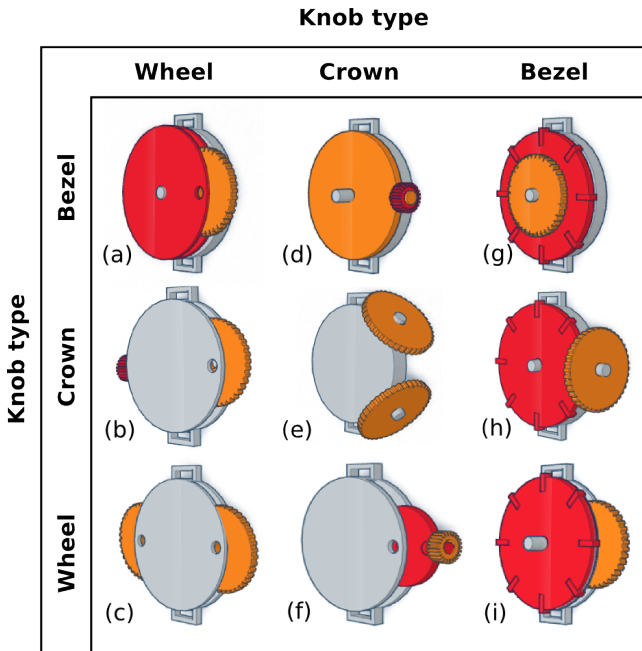 Knob type
Wheel Crown Bezel
Knob type
Bezel
(a) (d) (g)
Crown
(b) (e) (h)
Wheel
(c) (f) (i)